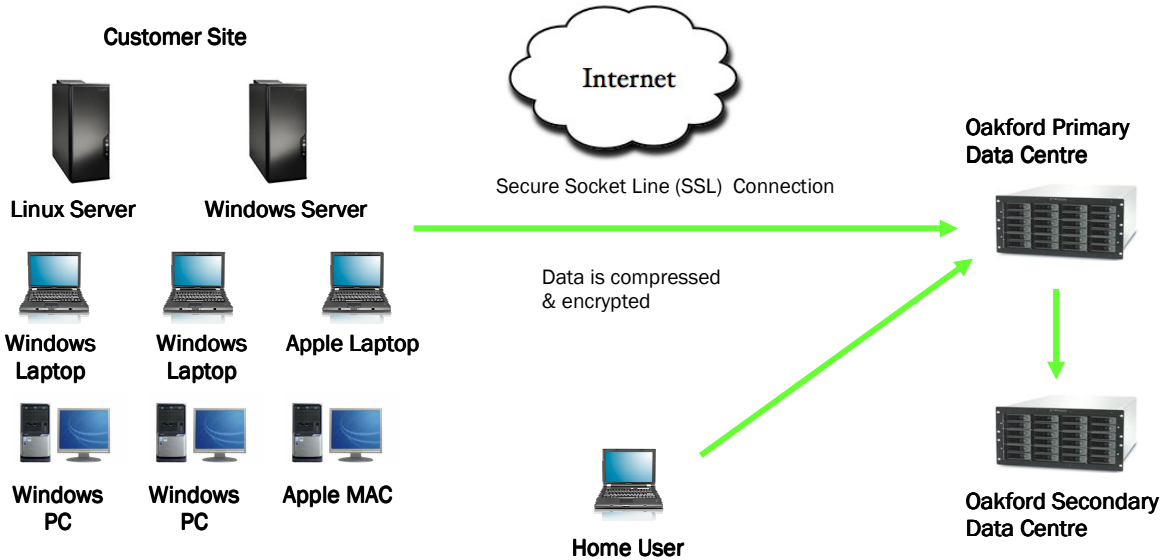 Customer Site
Internet
Oakford Primary
Data Centre
Secure Socket Line (SSL) Connection
Linux Server
Windows Server
Data is compressed
& encrypted
Windows
Laptop
Windows
Laptop
Apple Laptop
Windows
PC
Windows
PC
Apple MAC
Home User
Oakford Secondary
Data Centre